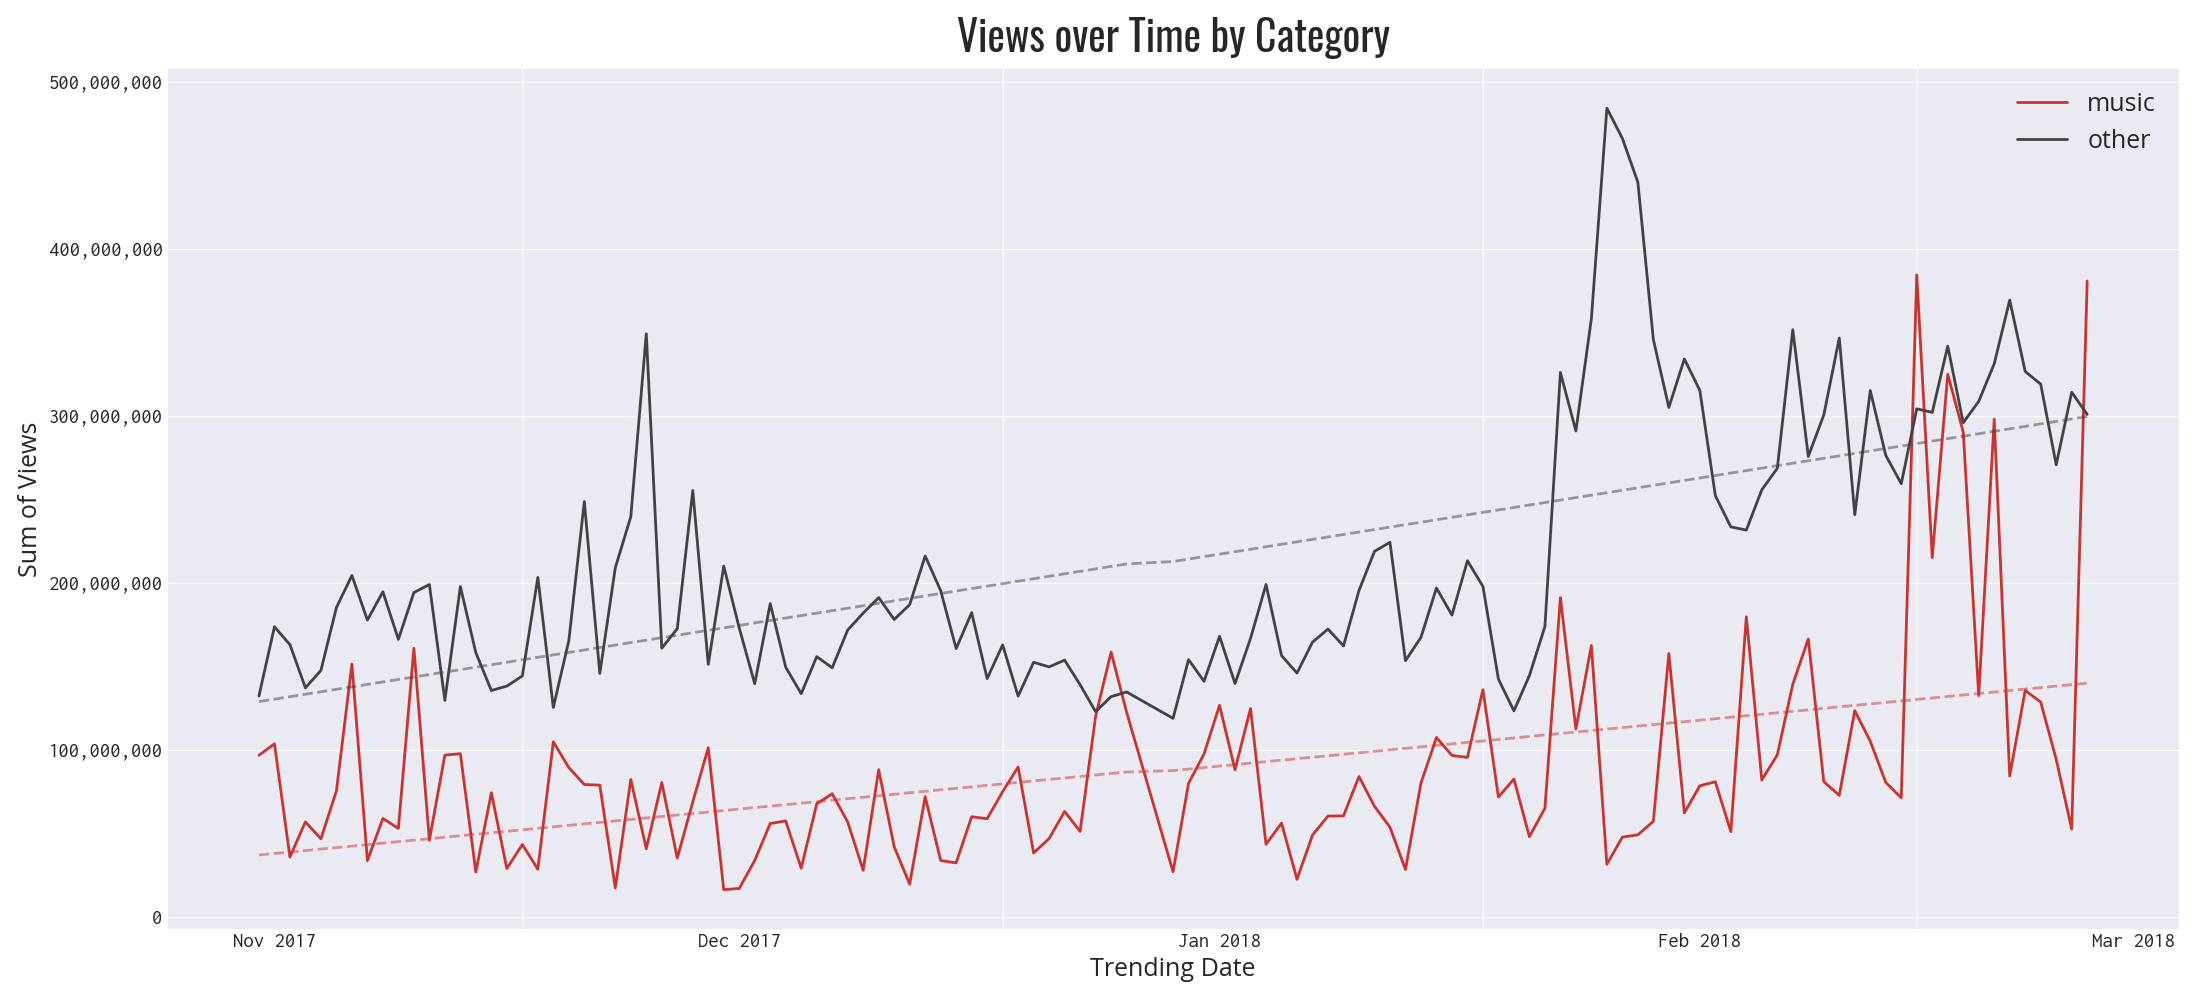 Views over Time by Category
500,000,000
400,000,000
300,000,000
200,000,000
100,000,000
0
Sum of Views
music
other
Nov 2017 Dec 2017 Jan 2018 Feb 2018 Mar 2018
Trending Date